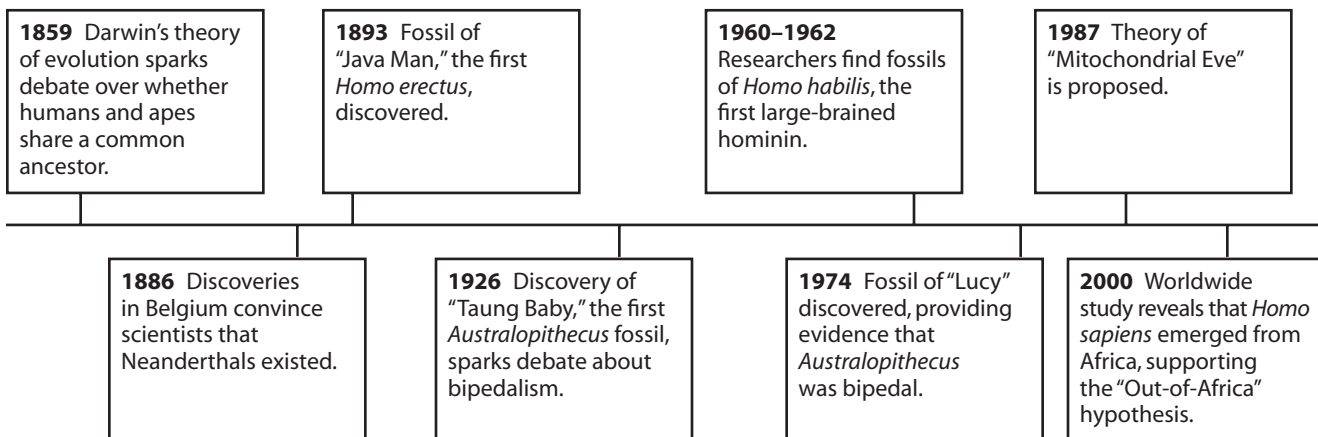 1859 Darwin’s theory
of evolution sparks
debate over whether
humans and apes
share a common
ancestor.
1893 Fossil of
“Java Man,” the first
Homo erectus,
discovered.
1960–1962
Researchers find fossils
of Homo habilis, the
first large-brained
hominin.
1987 Theory of
“Mitochondrial Eve”
is proposed.
1886 Discoveries
in Belgium convince
scientists that
Neanderthals existed.
1926 Discovery of
“Taung Baby,” the first
Australopithecus fossil,
sparks debate about
bipedalism.
1974 Fossil of “Lucy”
discovered, providing
evidence that
Australopithecus
was bipedal.
2000 Worldwide
study reveals that Homo
sapiens emerged from
Africa, supporting
the “Out-of-Africa”
hypothesis.